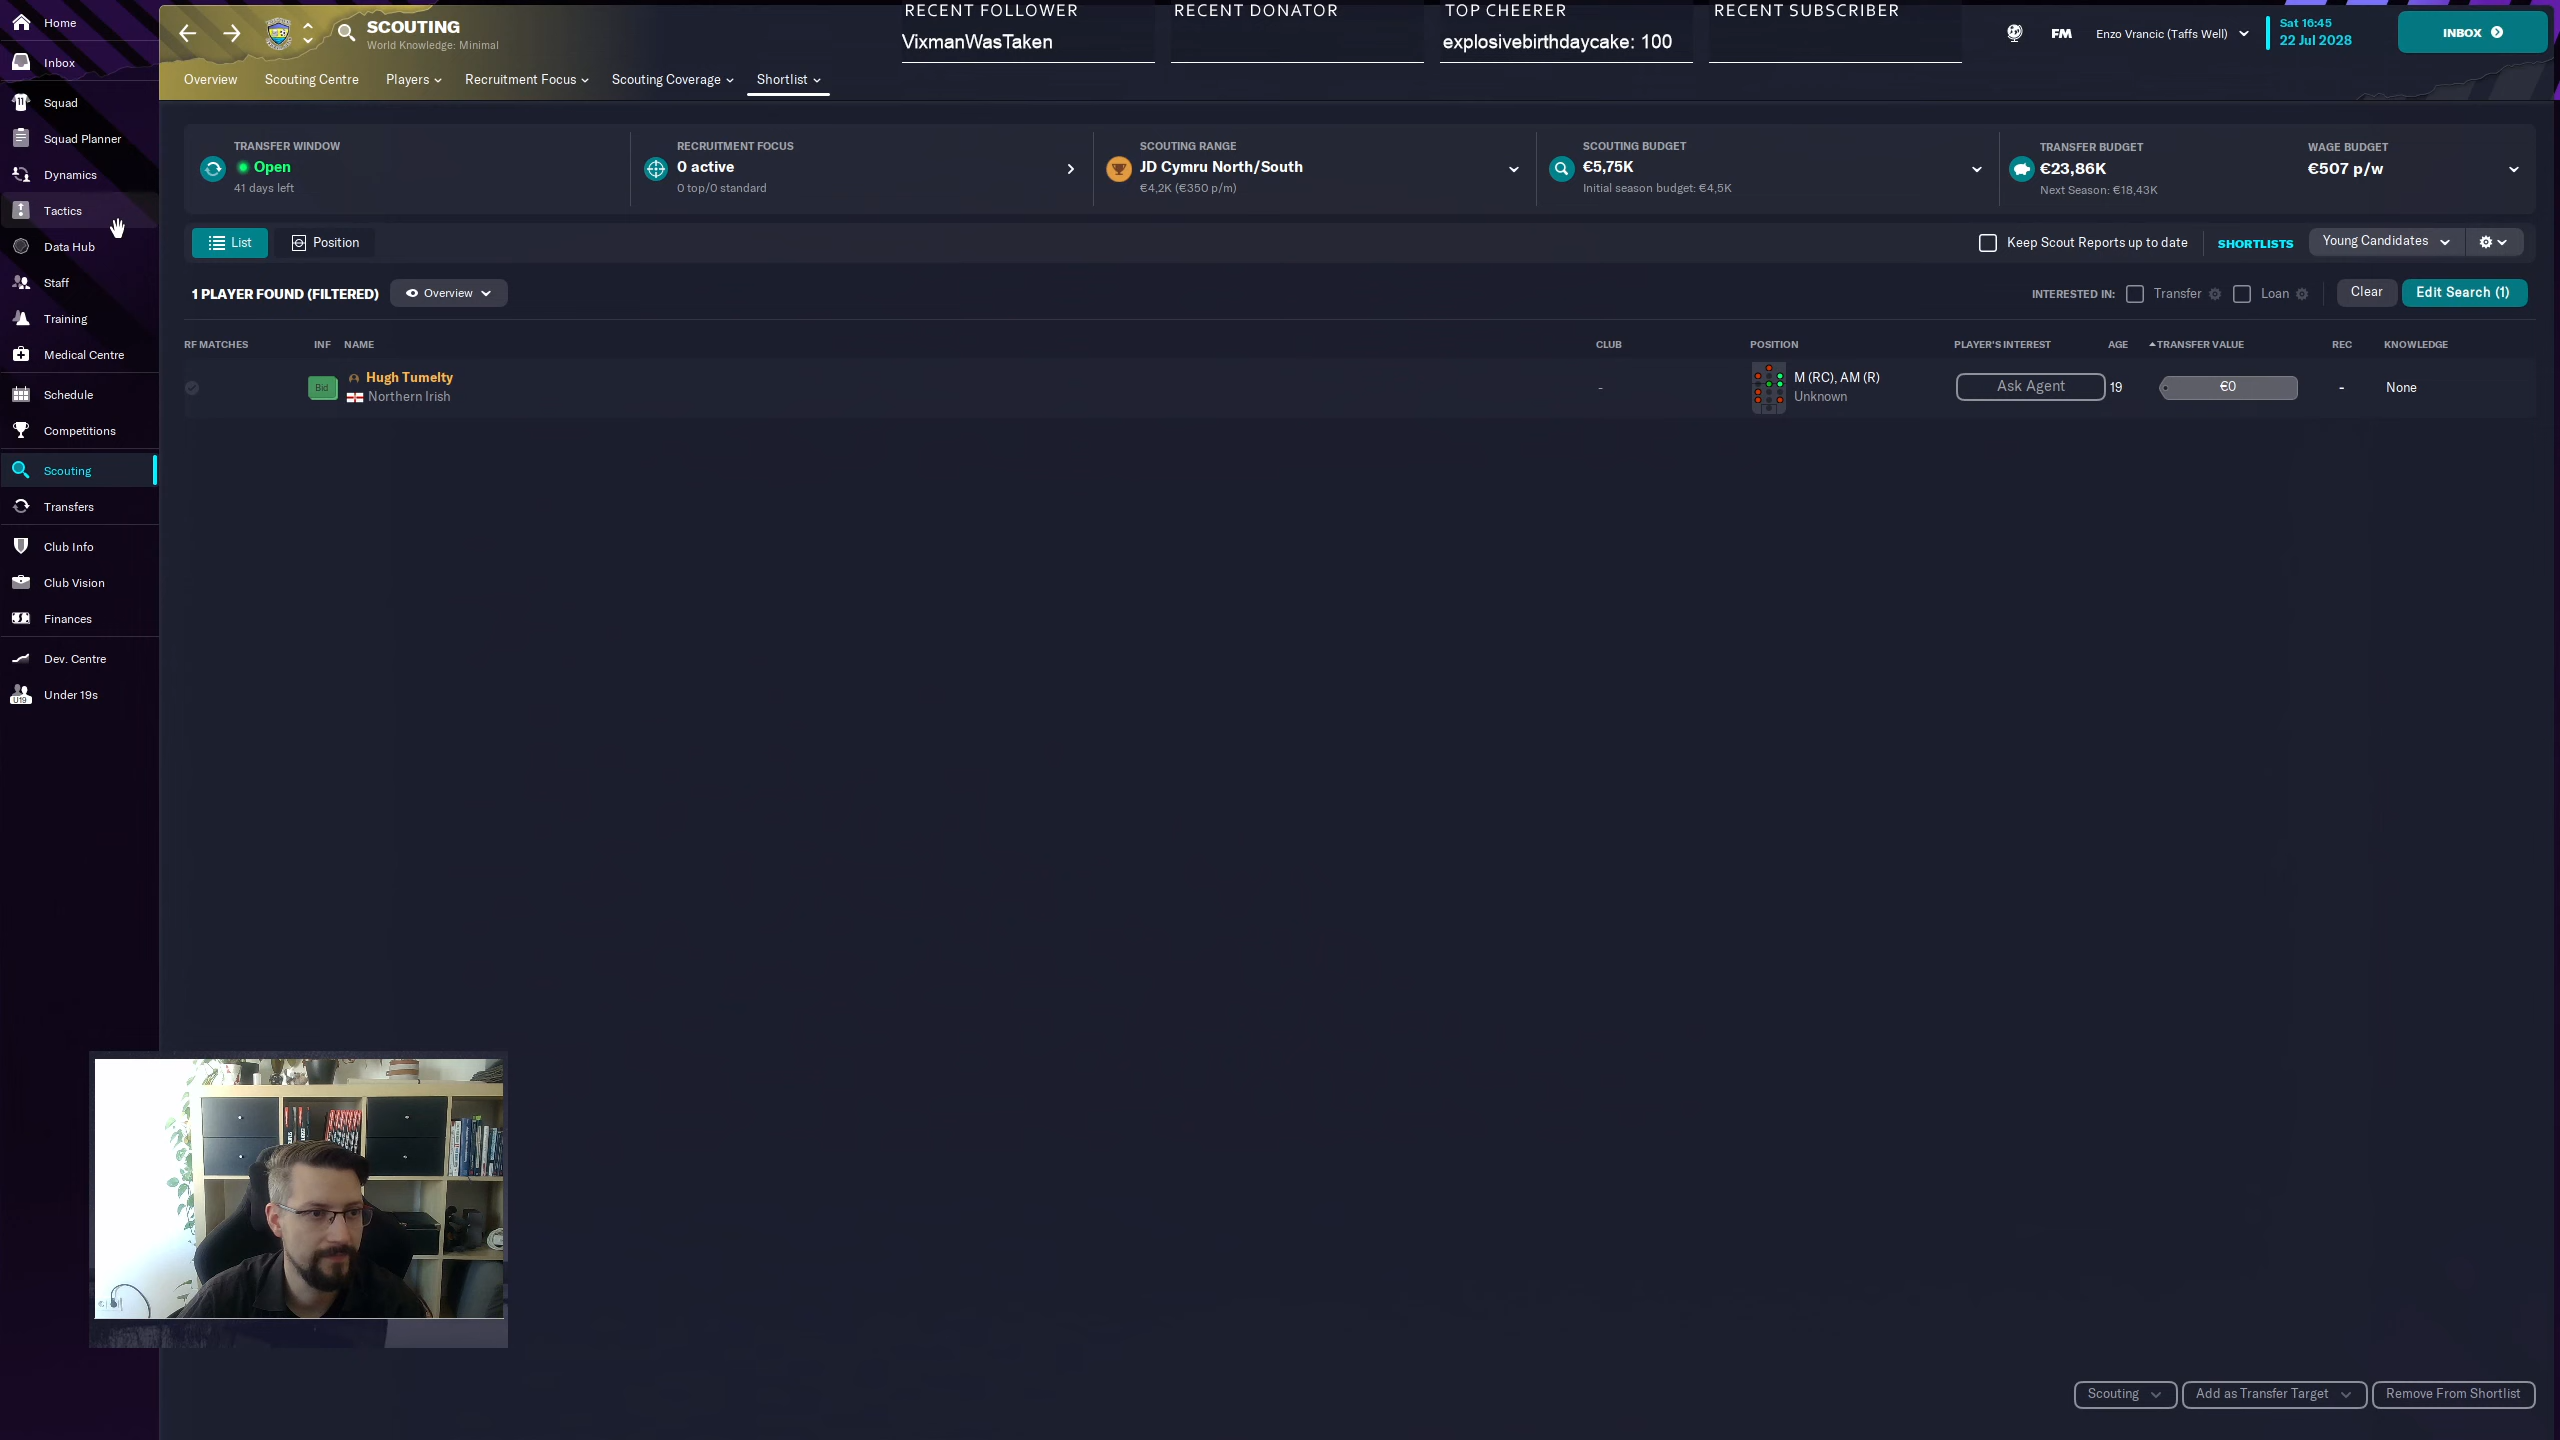 Home
Inbox
Squad
Squad Planner
Dynamics
Tactics
Data Hub
Staff
Training
Medical Centre
Schedule
Competitions
Scouting
Transfers
Club Info
Club Vision
Finances
Dev. Centre
U19
Under 19s
SCOUTING
World Knowledge: Minimal
RECENT FOLLOWER
VixmanWasTaken
RECENT DONATOR
TOP CHEERER
explosivebirthdaycake: 100
RECENT SUBSCRIBER
FM
Enzo Vrancic (Taffs Well)
Sat 16:45
22 Jul 2028
INBOX
Overview
Scouting Centre
Players
Recruitment Focus
Scouting Coverage
Shortlist
TRANSFER WINDOW
Open
41 days left
RECRUITMENT FOCUS
0 active
0 top/0 standard
SCOUTING RANGE
JD Cymru North/South
€4,2K (€350 p/m)
SCOUTING BUDGET
€5,75K
Initial season budget: €4,5K
TRANSFER BUDGET
€23,86K
Next Season: €18,43K
WAGE BUDGET
€507 p/w
List
Position
Keep Scout Reports up to date
SHORTLISTS
Young Candidates
1 PLAYER FOUND (FILTERED)
Overview
INTERESTED IN:
Transfer
Loan
Clear
Edit Search (1)
RF MATCHES
INF
NAME
CLUB
POSITION
PLAYER'S INTEREST
AGE
TRANSFER VALUE
REC
KNOWLEDGE
Bid
Hugh Tumelty
Northern Irish
-
M (RC), AM (R)
Unknown
Ask Agent
19
€0
-
None
Scouting
Add as Transfer Target
Remove From Shortlist